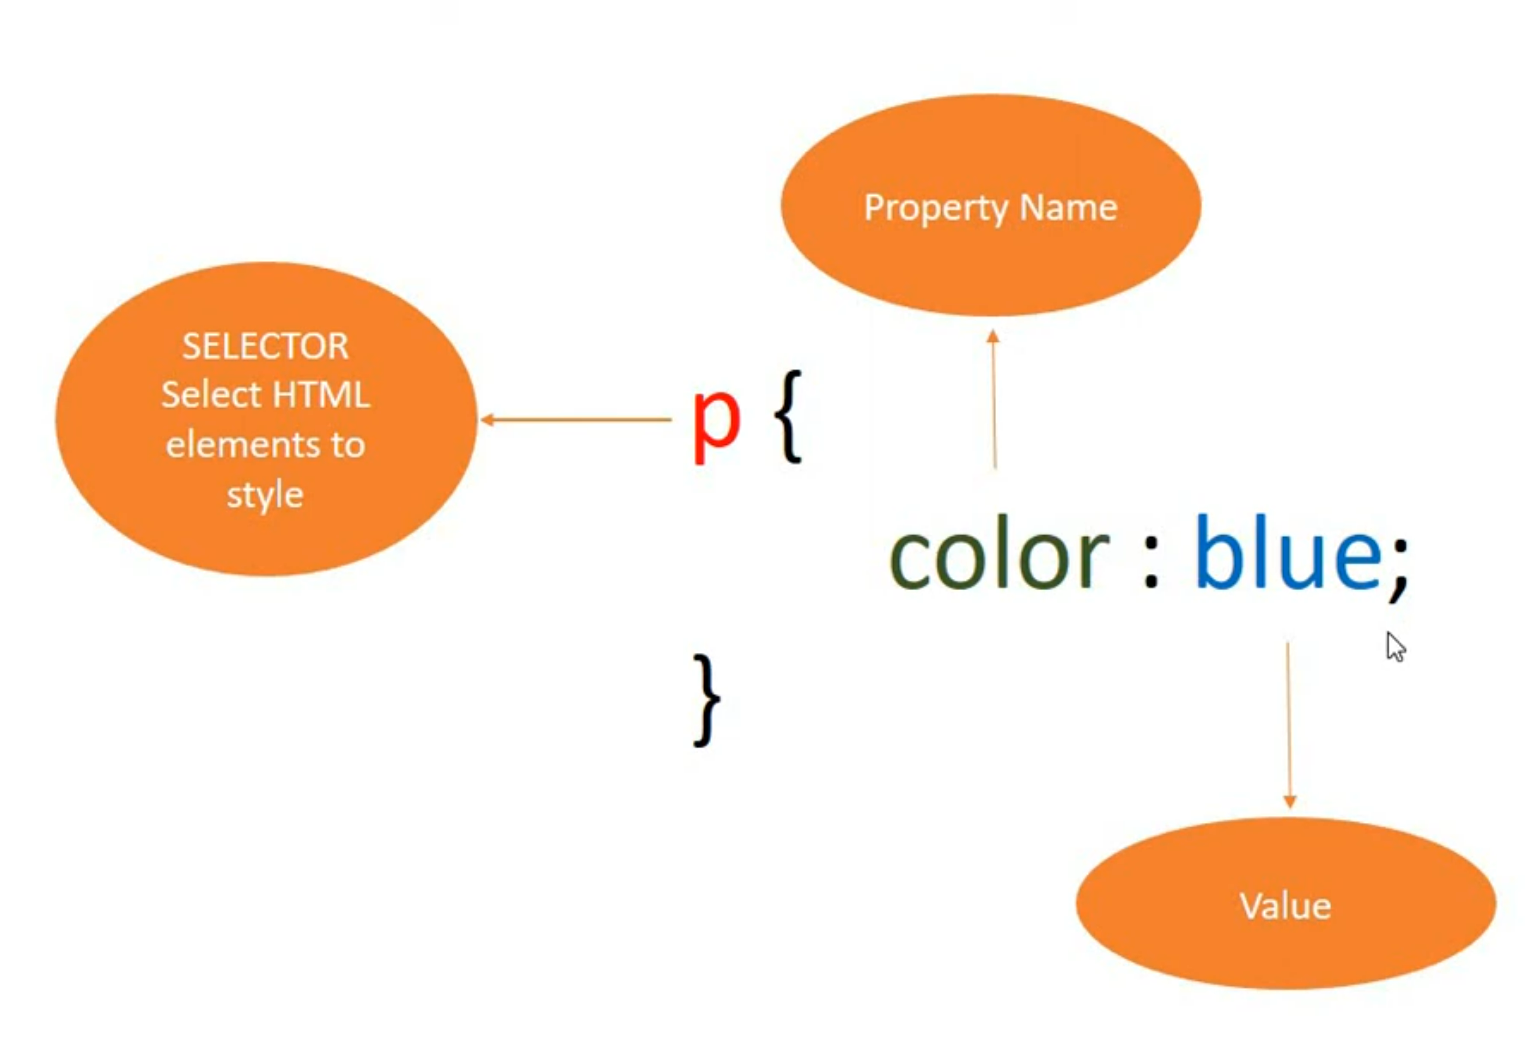 Property Name
SELECTOR
Select HTML
elements to
style
p {
color : blue;
}
Value